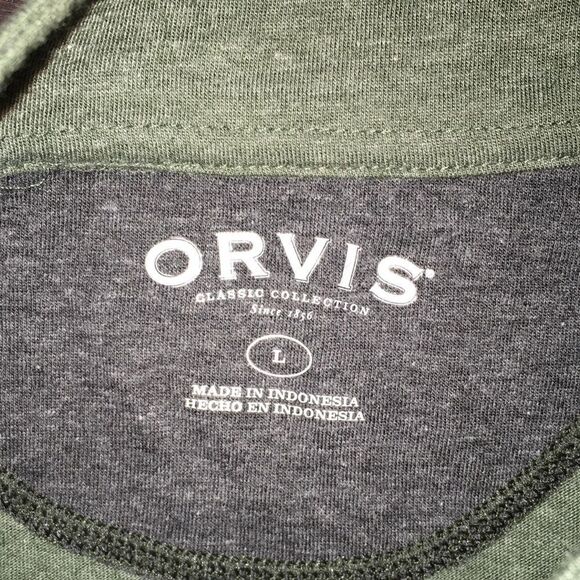 ORVIS®
CLASSIC COLLECTION
Since 1856
L
MADE IN INDONESIA
HECHO EN INDONESIA